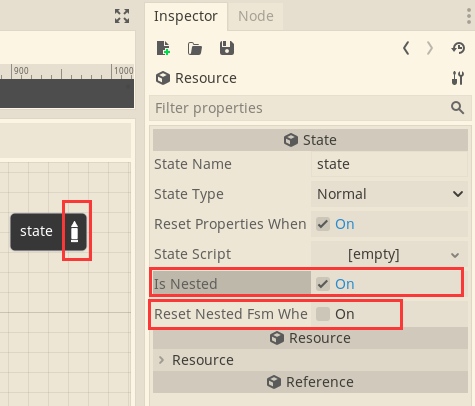 Inspector Node
900 1000
Resource
Filter properties
State
State Name state
State Type Normal
Reset Properties When On
state
State Script [empty]
Is Nested On
Reset Nested Fsm Whe On
Resource
Resource
Reference